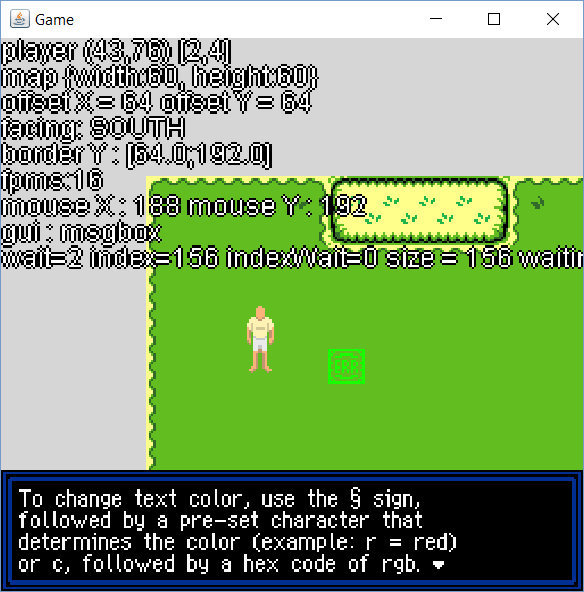 Game
player (43,76) [2,4]
map {width:60, height:60}
offset X = 64 offset Y = 64
facing: SOUTH
border Y : [64.0;192.0]
fpms:16
mouse X : 188 mouse Y : 192
gui : msgbox
wait=2 index=156 indexWait=0 size = 156 waitin
ERR
To change text color, use the § sign,
followed by a pre-set character that
determines the color (example: r = red)
or c, followed by a hex code of rgb.